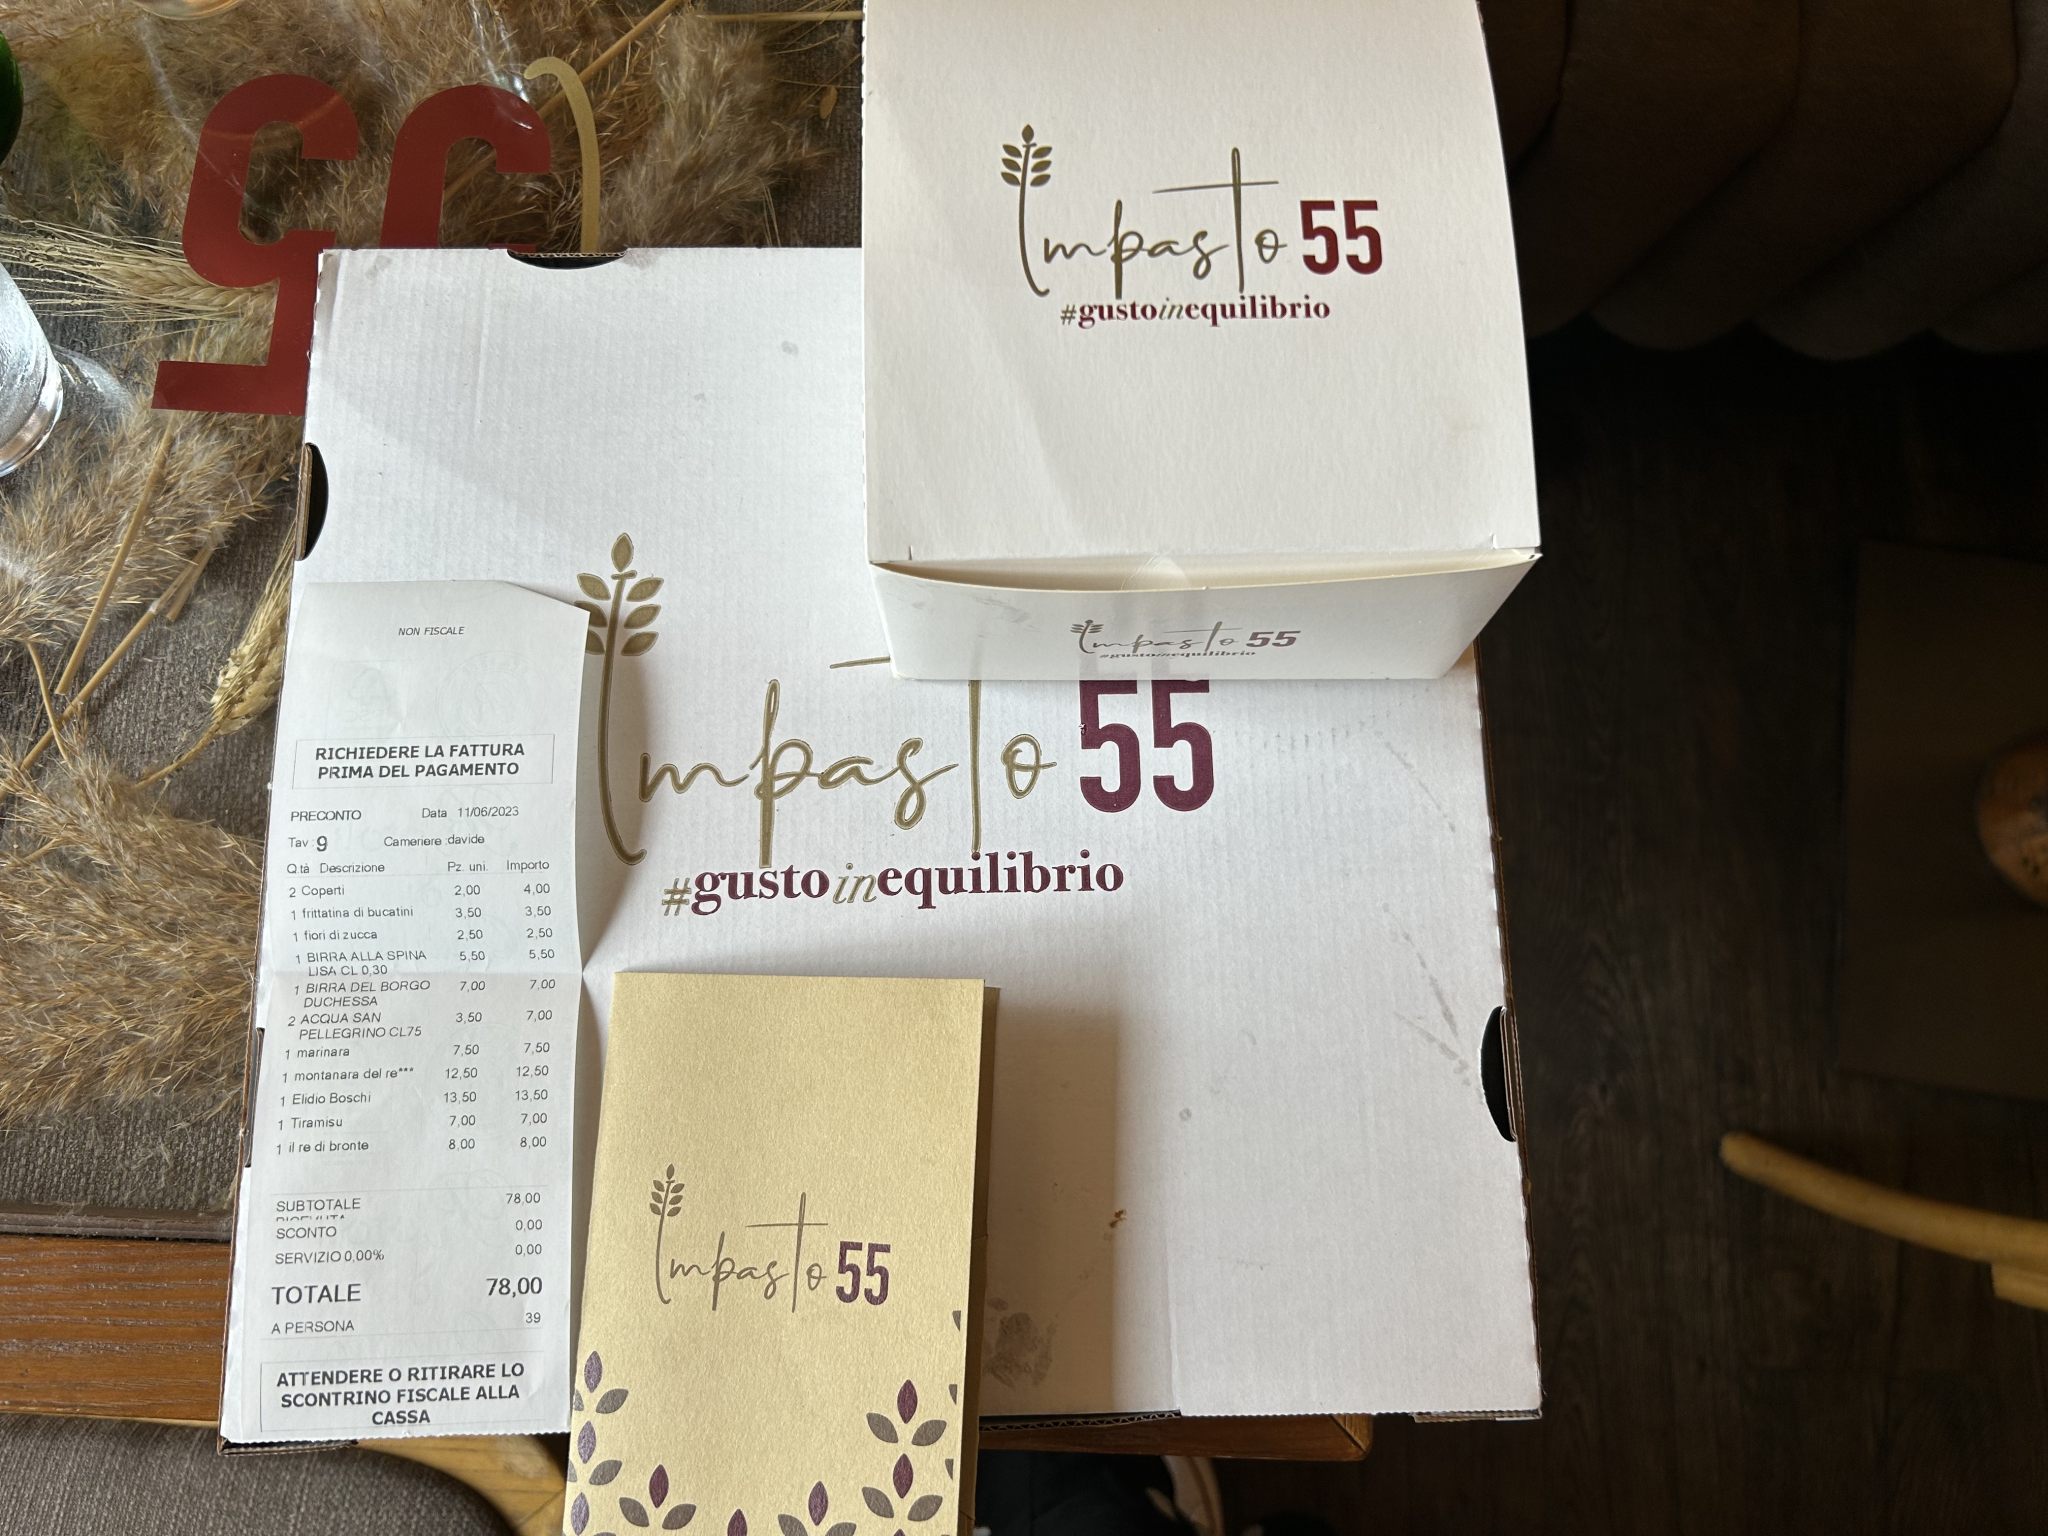 55
Impasto 55
#gustoinequilibrio
Impasto 55
#gustoinequilibrio
Impasto 55
#gustoinequilibrio
NON FISCALE
RICHIEDERE LA FATTURA
PRIMA DEL PAGAMENTO
PRECONTO Data 11/06/2023
Tav : 9 Cameriere :davide
Q.tà Descrizione Pz. uni. Importo
2 Coperti 2,00 4,00
1 frittatina di bucatini 3,50 3,50
1 fiori di zucca 2,50 2,50
1 BIRRA ALLA SPINA 5,50 5,50
LISA CL 0,30
1 BIRRA DEL BORGO 7,00 7,00
DUCHESSA
2 ACQUA SAN 3,50 7,00
PELLEGRINO CL75
1 marinara 7,50 7,50
1 montanara del re*** 12,50 12,50
1 Elidio Boschi 13,50 13,50
1 Tiramisu 7,00 7,00
1 il re di bronte 8,00 8,00
SUBTOTALE 78,00
SCONTO 0,00
SERVIZIO 0,00% 0,00
TOTALE 78,00
A PERSONA 39
ATTENDERE O RITIRARE LO
SCONTRINO FISCALE ALLA
CASSA
Impasto 55